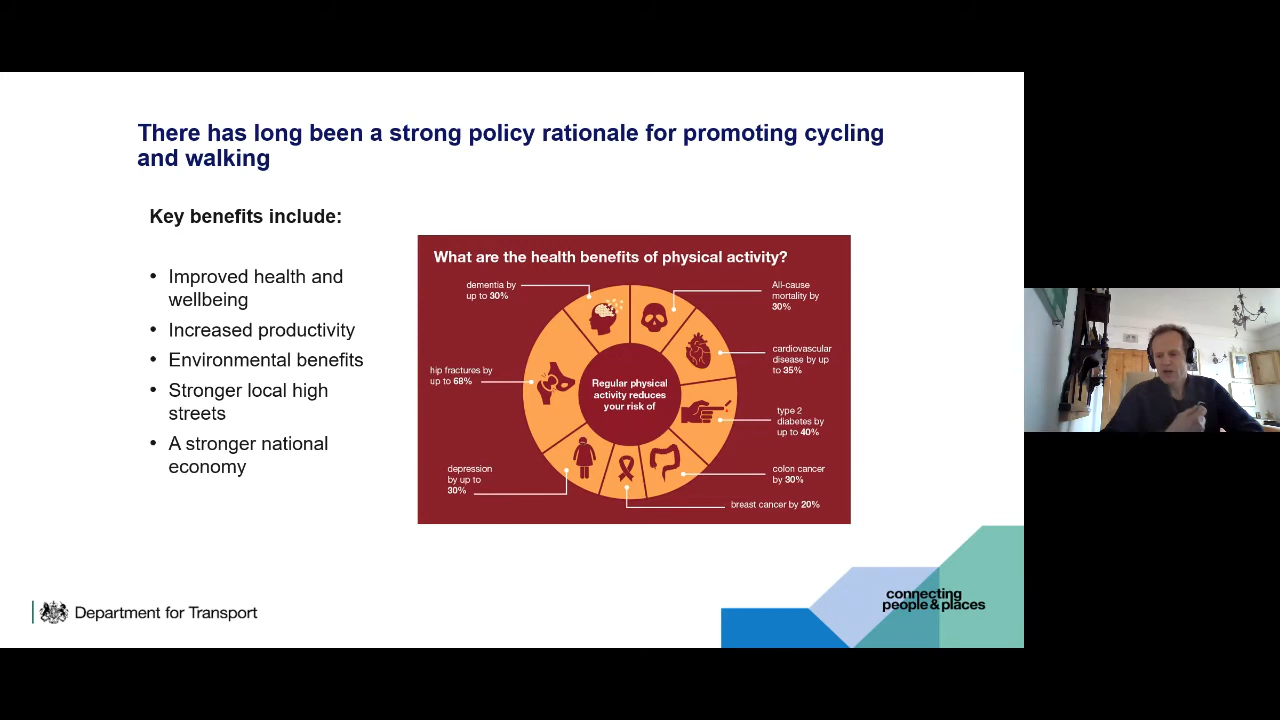 There has long been a strong policy rationale for promoting cycling
and walking
Key benefits include:
• Improved health and
wellbeing
• Increased productivity
• Environmental benefits
• Stronger local high
streets
• A stronger national
economy
What are the health benefits of physical activity?
dementia by
up to 30%
All-cause
mortality by
30%
cardiovascular
disease by up
to 35%
hip fractures by
up to 68%
Regular physical
activity reduces
your risk of
type 2
diabetes by
up to 40%
depression
by up to
30%
colon cancer
by 30%
breast cancer by 20%
Department for Transport
connecting
people & places